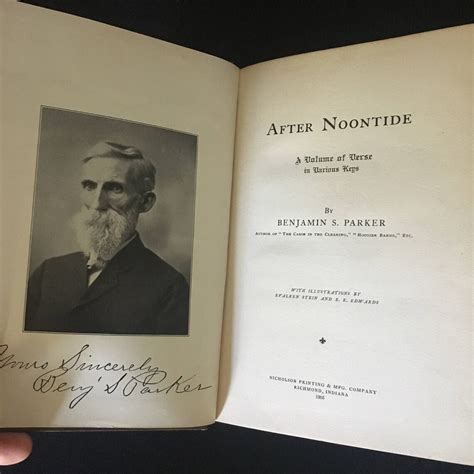 Yours Sincerely
Benj S Parker
AFTER NOONTIDE
A Volume of Verse
in Various Keys
BY
BENJAMIN S. PARKER
AUTHOR OF "THE CABIN IN THE CLEARING," "HOOSIER BARDS," ETC.
WITH ILLUSTRATIONS BY
EVALEEN STEIN AND E. E. EDWARDS
NICHOLSON PRINTING & MFG. COMPANY
RICHMOND, INDIANA